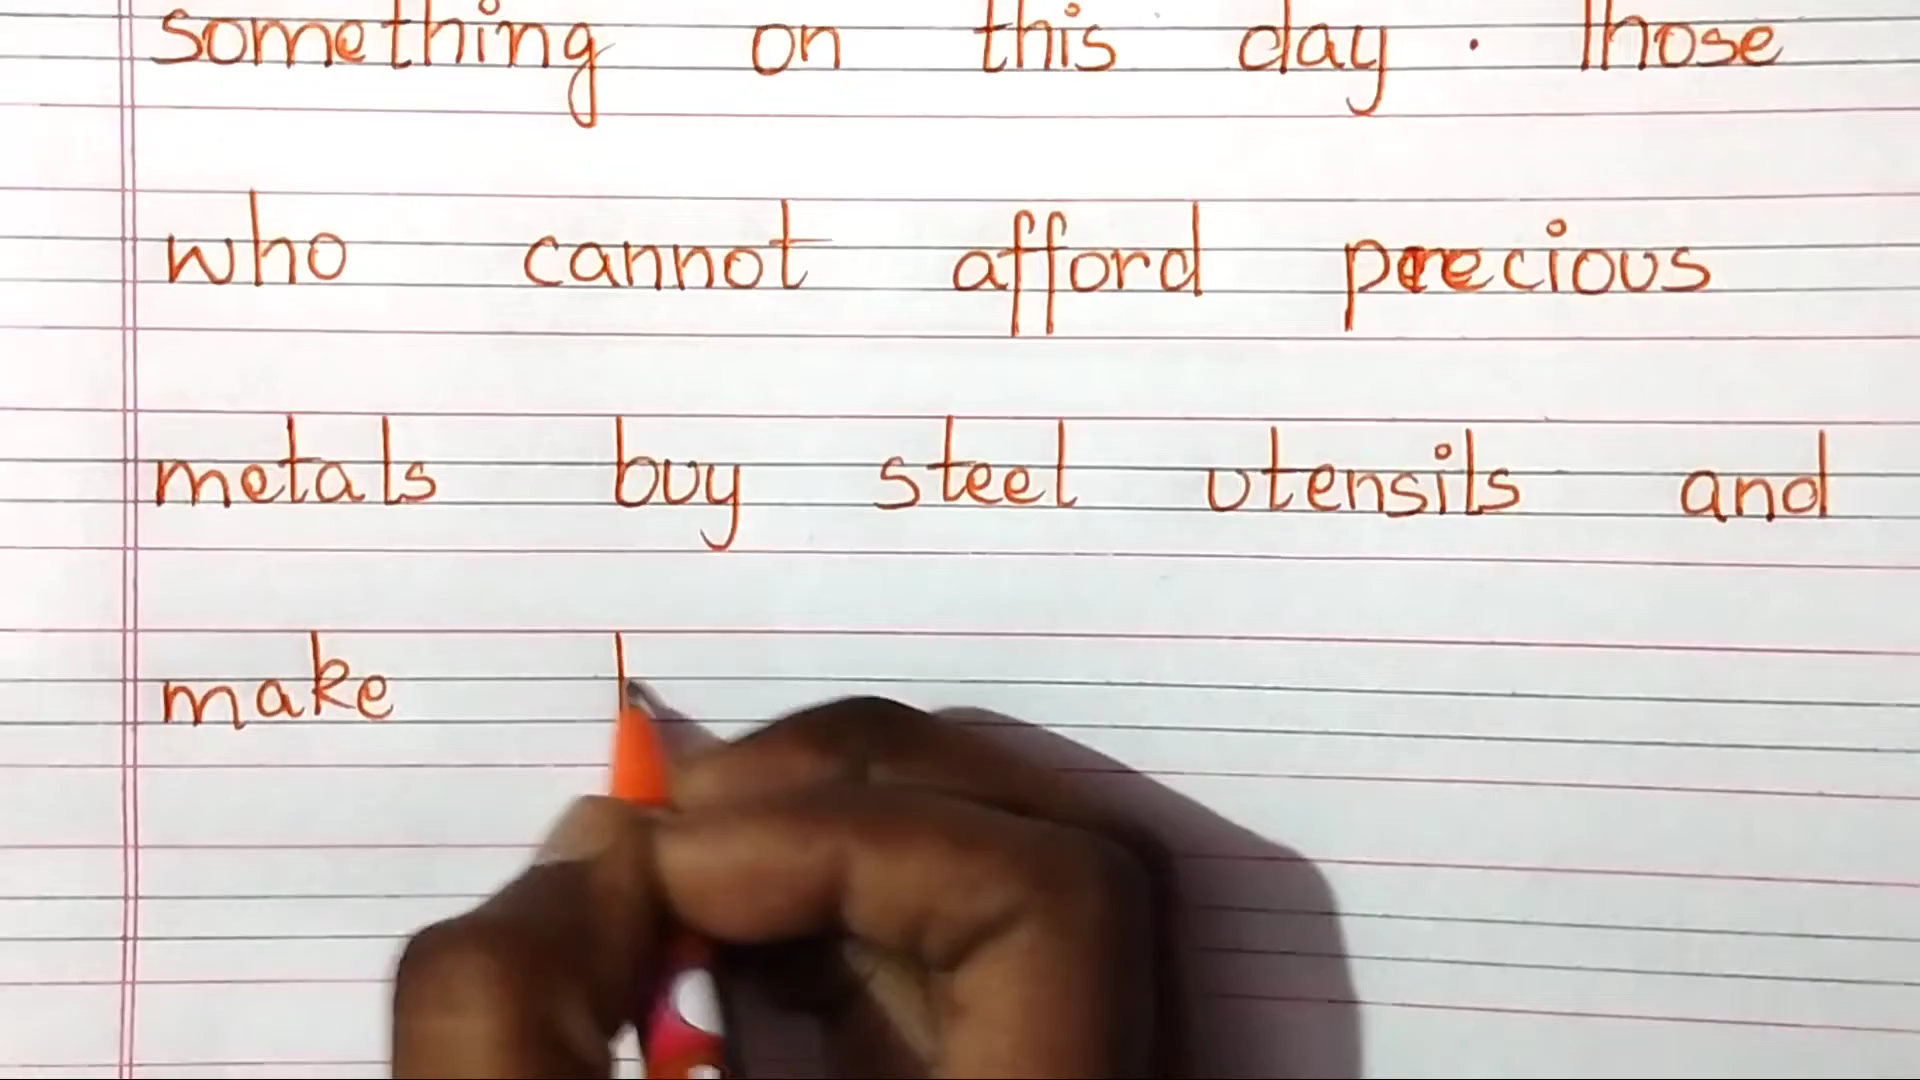 something on this day. Those
who cannot afford precious
metals buy steel utensils and
make